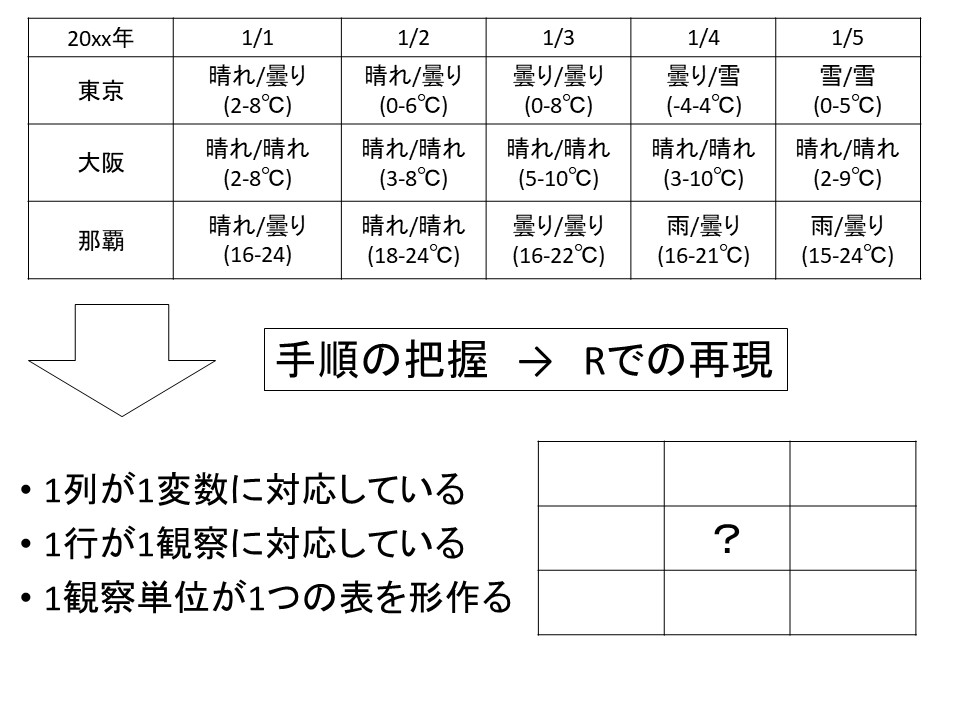 20xx年 1/1 1/2 1/3 1/4 1/5
東京 晴れ/曇り 晴れ/曇り 曇り/曇り 曇り/雪 雪/雪
(2-8℃) (0-6℃) (0-8℃) (-4-4℃) (0-5℃)
大阪 晴れ/晴れ 晴れ/晴れ 晴れ/晴れ 晴れ/晴れ 晴れ/晴れ
(2-8℃) (3-8℃) (5-10℃) (3-10℃) (2-9℃)
那覇 晴れ/曇り 晴れ/晴れ 曇り/曇り 雨/曇り 雨/曇り
(16-24) (18-24℃) (16-22℃) (16-21℃) (15-24℃)
手順の把握 → Rでの再現
• 1列が1変数に対応している
• 1行が1観察に対応している
• 1観察単位が1つの表を形作る
？